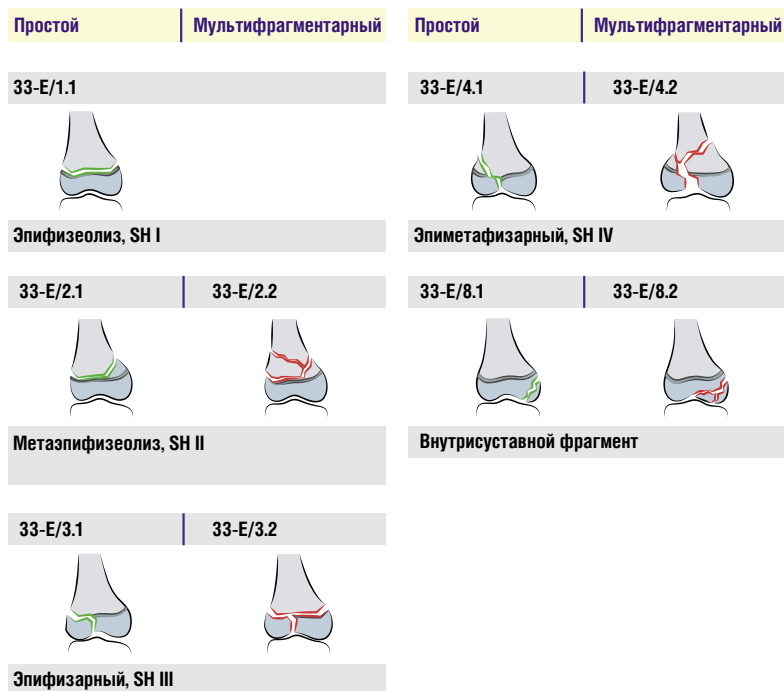 Простой Мультифрагментарный
33-E/1.1
Эпифизеолиз, SH I
33-E/2.1 33-E/2.2
Метаэпифизеолиз, SH II
33-E/3.1 33-E/3.2
Эпифизарный, SH III
Простой Мультифрагментарный
33-E/4.1 33-E/4.2
Эпиметафизарный, SH IV
33-E/8.1 33-E/8.2
Внутрисуставной фрагмент